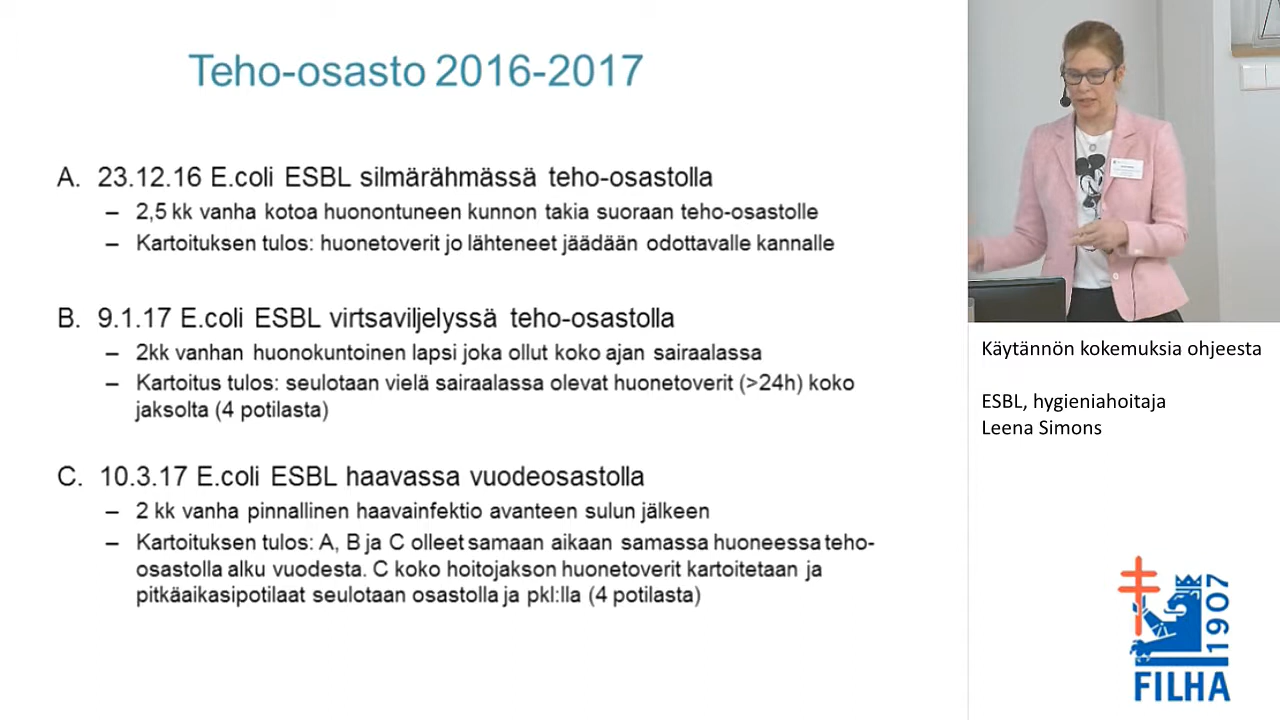 Teho-osasto 2016-2017
A. 23.12.16 E.coli ESBL silmärähmässä teho-osastolla
– 2,5 kk vanha kotoa huonontuneen kunnon takia suoraan teho-osastolle
– Kartoituksen tulos: huonetoverit jo lähteneet jäädään odottavalle kannalle
B. 9.1.17 E.coli ESBL virtsaviljelyssä teho-osastolla
– 2kk vanhan huonokuntoinen lapsi joka ollut koko ajan sairaalassa
– Kartoitus tulos: seulotaan vielä sairaalassa olevat huonetoverit (>24h) koko
jaksolta (4 potilasta)
C. 10.3.17 E.coli ESBL haavassa vuodeosastolla
– 2 kk vanha pinnallinen haavainfektio avanteen sulun jälkeen
– Kartoituksen tulos: A, B ja C olleet samaan aikaan samassa huoneessa teho-
osastolla alku vuodesta. C koko hoitojakson huonetoverit kartoitetaan ja
pitkäaikasipotilaat seulotaan osastolla ja pkl:lla (4 potilasta)
Käytännön kokemuksia ohjeesta
ESBL, hygieniahoitaja
Leena Simons
1907
FILHA